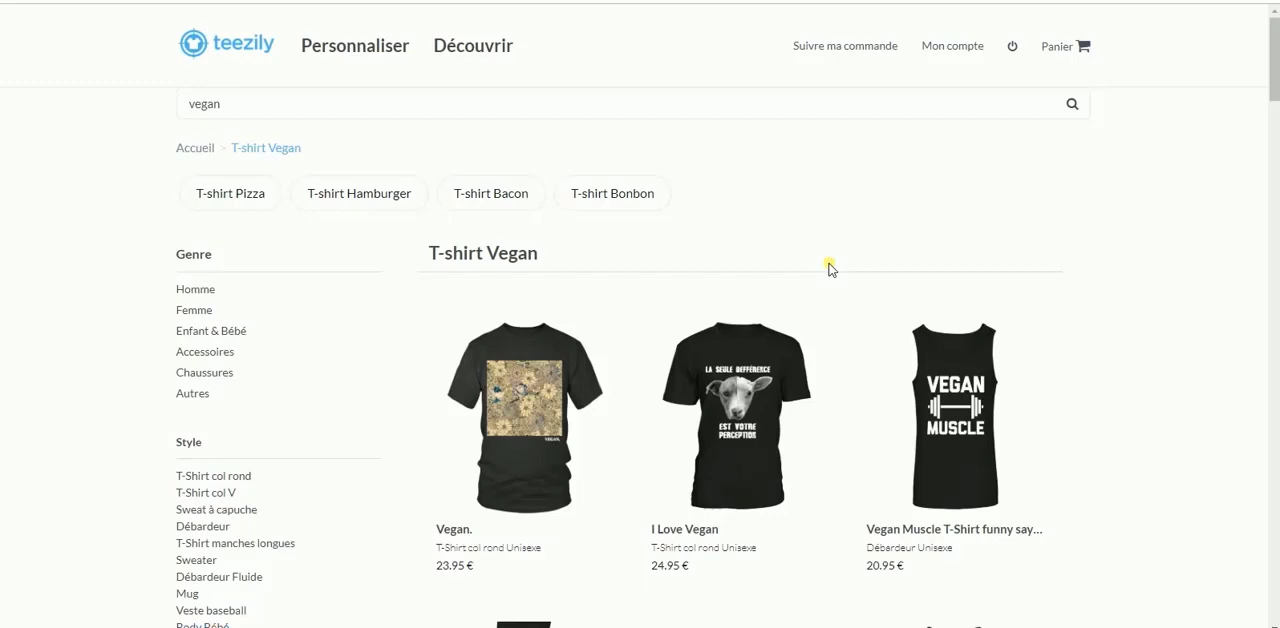 teezily
Personnaliser
Découvrir
Suivre ma commande
Mon compte
Panier
vegan
Accueil > T-shirt Vegan
T-shirt Pizza
T-shirt Hamburger
T-shirt Bacon
T-shirt Bonbon
Genre
Homme
Femme
Enfant & Bébé
Accessoires
Chaussures
Autres
Style
T-Shirt col rond
T-Shirt col V
Sweat à capuche
Débardeur
T-Shirt manches longues
Sweater
Débardeur Fluide
Mug
Veste baseball
Body Bébé
T-shirt Vegan
VEGAN.
Vegan.
T-Shirt col rond Unisexe
23.95 €
LA SEULE DEFFÉRENCE
EST VOTRE
PERCEPTION
I Love Vegan
T-Shirt col rond Unisexe
24.95 €
VEGAN
MUSCLE
Vegan Muscle T-Shirt funny say...
Débardeur Unisexe
20.95 €